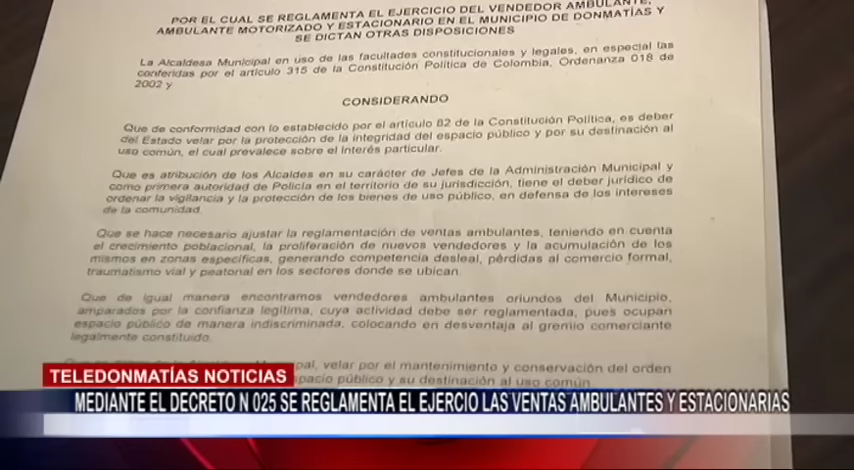 POR EL CUAL SE REGLAMENTA EL EJERCICIO DEL VENDEDOR AMBULANTE,
AMBULANTE MOTORIZADO Y ESTACIONARIO EN EL MUNICIPIO DE DONMATÍAS Y
SE DICTAN OTRAS DISPOSICIONES
La Alcaldesa Municipal en uso de las facultades constitucionales y legales, en especial las
conferidas por el artículo 315 de la Constitución Política de Colombia, Ordenanza 018 de
2002 y
CONSIDERANDO
Que de conformidad con lo establecido por el artículo 82 de la Constitución Política, es deber
del Estado velar por la protección de la integridad del espacio público y por su destinación al
uso común, el cual prevalece sobre el interés particular.
Que es atribución de los Alcaldes en su carácter de Jefes de la Administración Municipal y
como primera autoridad de Policía en el territorio de su jurisdicción, tiene el deber jurídico de
ordenar la vigilancia y la protección de los bienes de uso público, en defensa de los intereses
de la comunidad.
Que se hace necesario ajustar la reglamentación de ventas ambulantes, teniendo en cuenta
el crecimiento poblacional, la proliferación de nuevos vendedores y la acumulación de los
mismos en zonas específicas, generando competencia desleal, pérdidas al comercio formal,
traumatismo vial y peatonal en los sectores donde se ubican.
Que de igual manera encontramos vendedores ambulantes oriundos del Municipio,
amparados por la confianza legítima, cuya actividad debe ser reglamentada, pues ocupan
espacio público de manera indiscriminada, colocando en desventaja al gremio comerciante
legalmente constituido.
velar por el mantenimiento y conservación del orden
público y su destinación al uso común.
TELEDONMATÍAS NOTICIAS
MEDIANTE EL DECRETO N 025 SE REGLAMENTA EL EJERCIO LAS VENTAS AMBULANTES Y ESTACIONARIAS